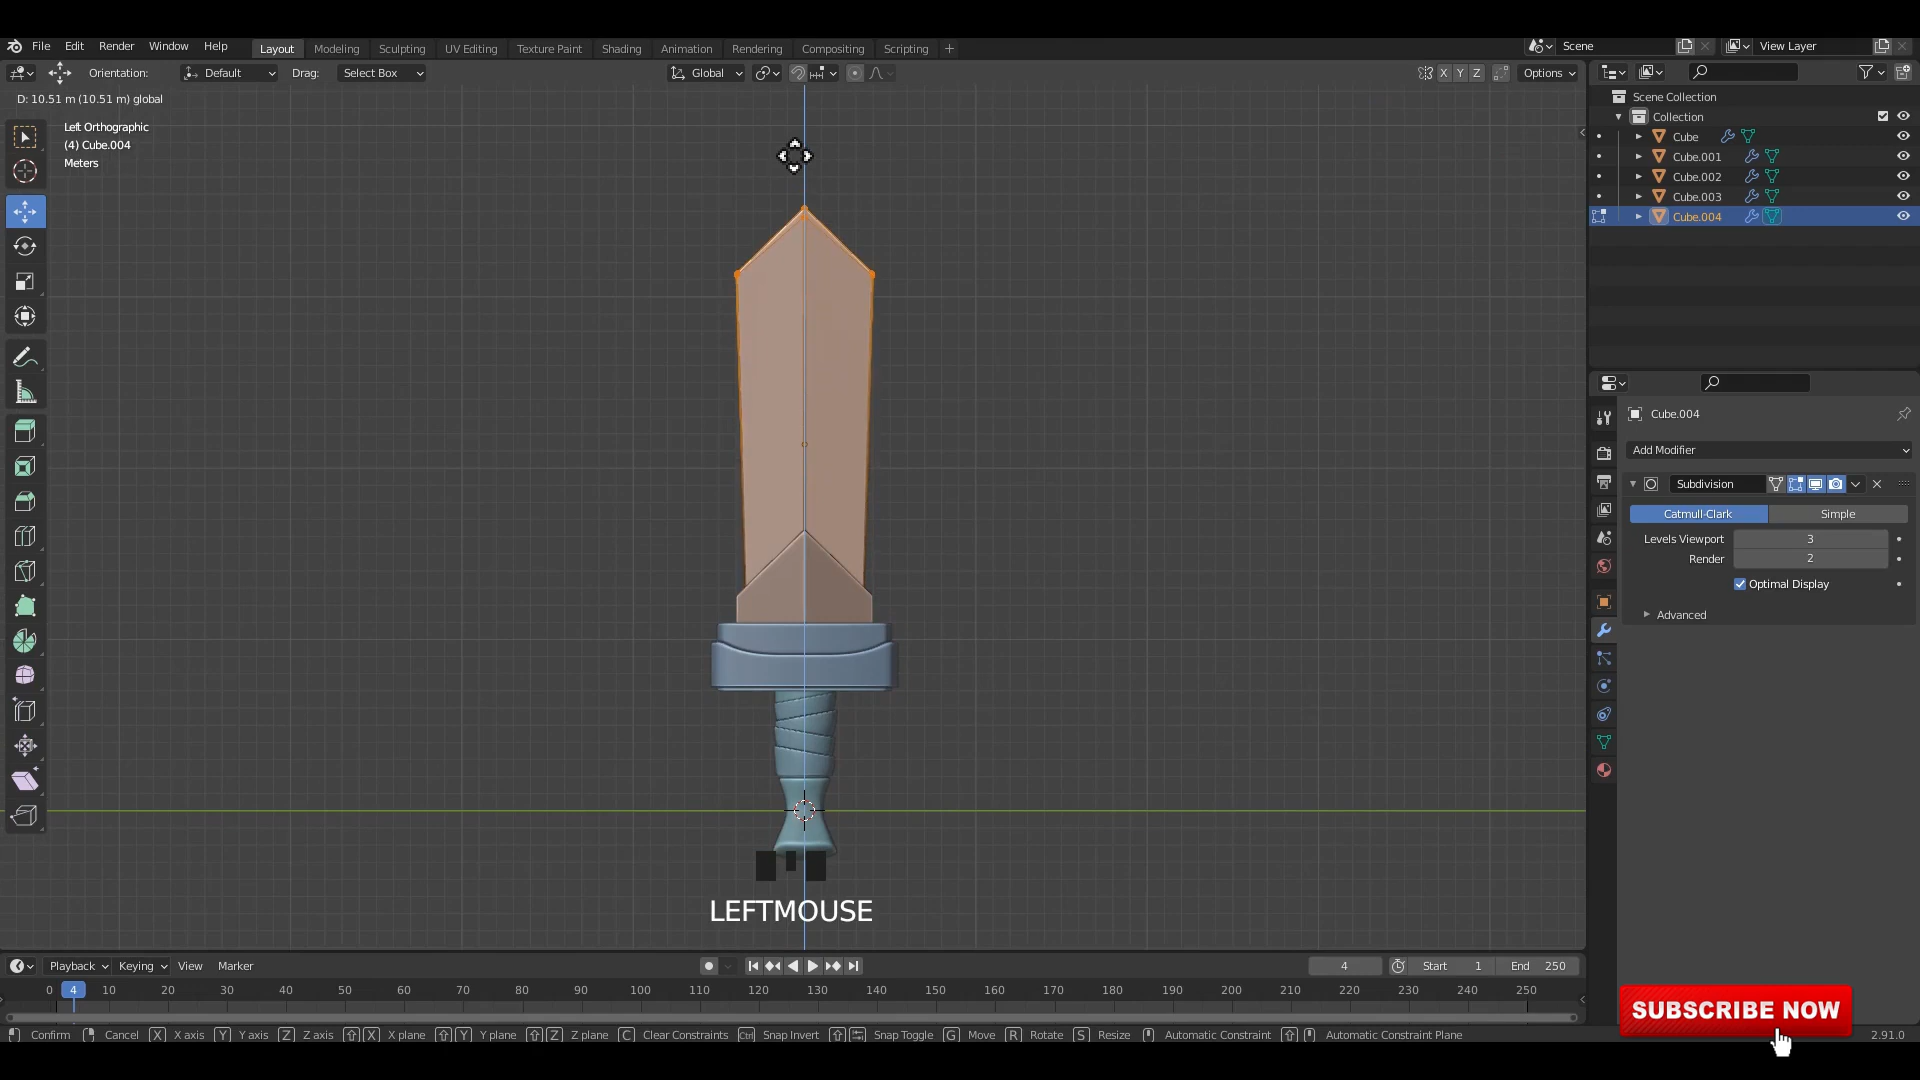 File Edit Render Window Help Layout Modeling Sculpting UV Editing Texture Paint Shading Animation Rendering Compositing Scripting + Scene View Layer
Orientation: Default Drag: Select Box Global X Y Z Options
D: 10.51 m (10.51 m) global
Left Orthographic
(4) Cube.004
Meters
Scene Collection
Collection
Cube
Cube.001
Cube.002
Cube.003
Cube.004
Cube.004
Add Modifier
Subdivision
Catmull-Clark Simple
Levels Viewport 3
Render 2
Optimal Display
Advanced
LEFTMOUSE
Playback Keying View Marker 4 Start 1 End 250
0 4 10 20 30 40 50 60 70 80 90 100 110 120 130 140 150 160 170 180 190 200 210 220 230 240 250
SUBSCRIBE NOW
Confirm Cancel X X axis Y Y axis Z Z axis X X plane Y Y plane Z Z plane C Clear Constraints Ctrl Snap Invert Snap Toggle G Move R Rotate S Resize Automatic Constraint Automatic Constraint Plane 2.91.0